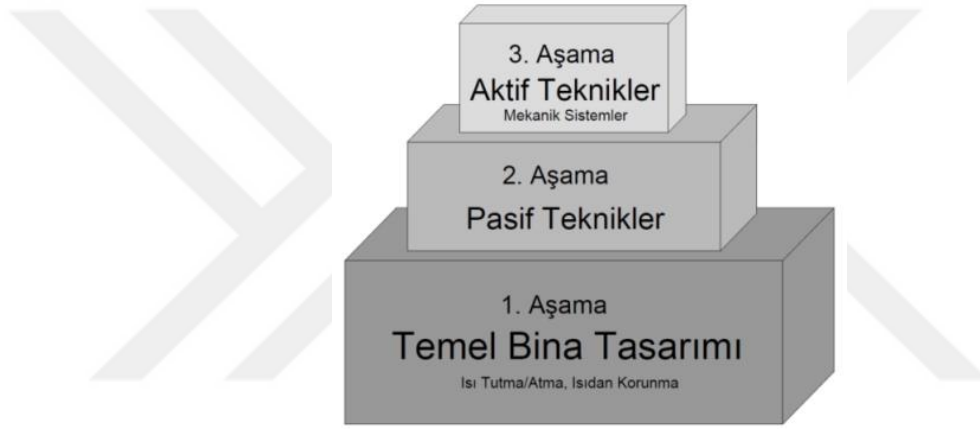 3. Aşama
Aktif Teknikler
Mekanik Sistemler
2. Aşama
Pasif Teknikler
1. Aşama
Temel Bina Tasarımı
Isı Tutma/Atma, Isıdan Korunma